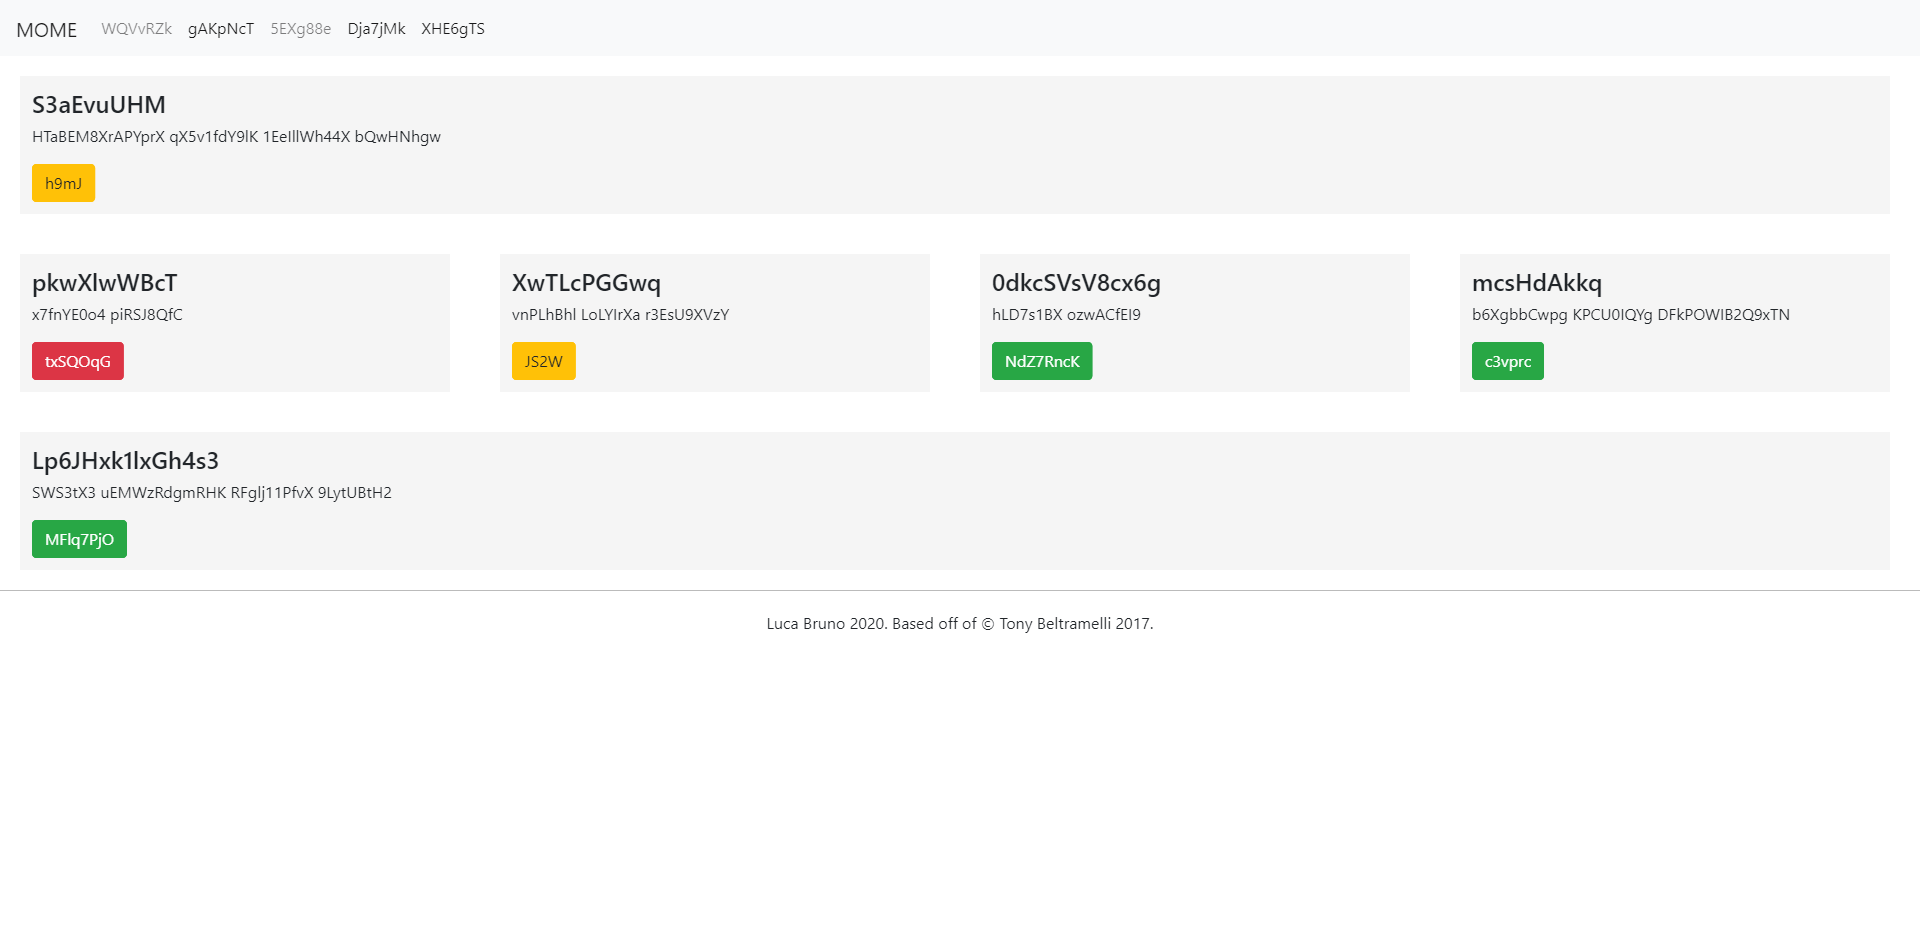 MOME WQVvRZk gAKpNcT 5EXg88e Dja7jMk XHE6gTS
S3aEvuUHM
HTaBEM8XrAPYprX qX5v1fdY9lK 1EeIllWh44X bQwHNhgw
h9mJ
pkwXlwWBcT
x7fnYE0o4 piRSJ8QfC
txSQOqG
XwTLcPGGwq
vnPLhBhl LoLYIrXa r3EsU9XVzY
JS2W
0dkcSVsV8cx6g
hLD7s1BX ozwACfEI9
NdZ7RncK
mcsHdAkkq
b6XgbbCwpg KPCU0IQYg DFkPOWIB2Q9xTN
c3vprc
Lp6JHxk1lxGh4s3
SWS3tX3 uEMWzRdgmRHK RFglj11PfvX 9LytUBtH2
MFlq7PjO
Luca Bruno 2020. Based off of © Tony Beltramelli 2017.